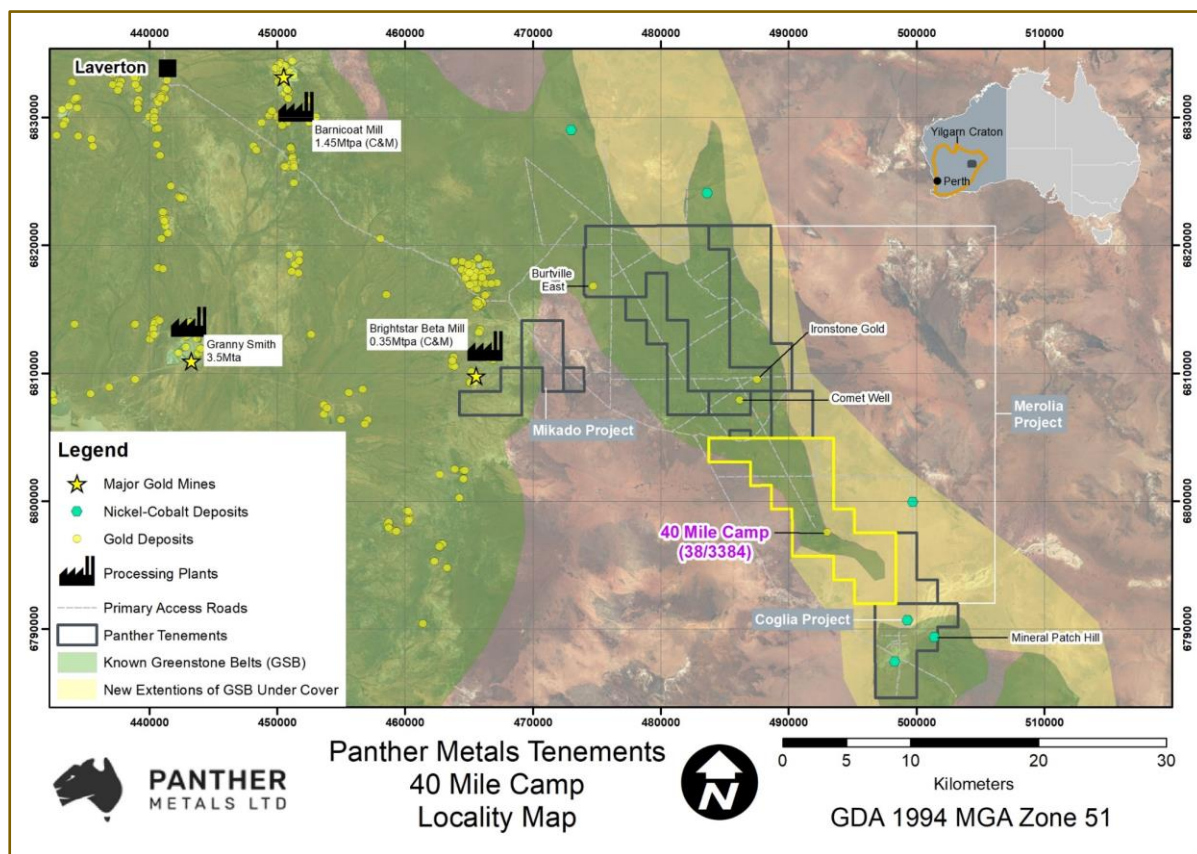 440000 450000 460000 470000 480000 490000 500000 510000
Laverton
6830000
6830000
Barnicoat Mill
1.45Mtpa (C&M)
Yilgarn Craton
Perth
6820000
6820000
Burtville
East
Granny Smith
3.5Mta
Brightstar Beta Mill
0.35Mtpa (C&M)
Ironstone Gold
6810000
6810000
Comet Well
Mikado Project
Merolia
Project
Legend
Major Gold Mines
Nickel-Cobalt Deposits
Gold Deposits
Processing Plants
Primary Access Roads
Panther Tenements
Known Greenstone Belts (GSB)
New Extentions of GSB Under Cover
6800000
6800000
40 Mile Camp
(38/3384)
Coglia Project
Mineral Patch Hill
6790000
6790000
440000 450000 460000 470000 480000 490000 500000 510000
PANTHER
METALS LTD
Panther Metals Tenements
40 Mile Camp
Locality Map
N
0 5 10 20 30
Kilometers
GDA 1994 MGA Zone 51